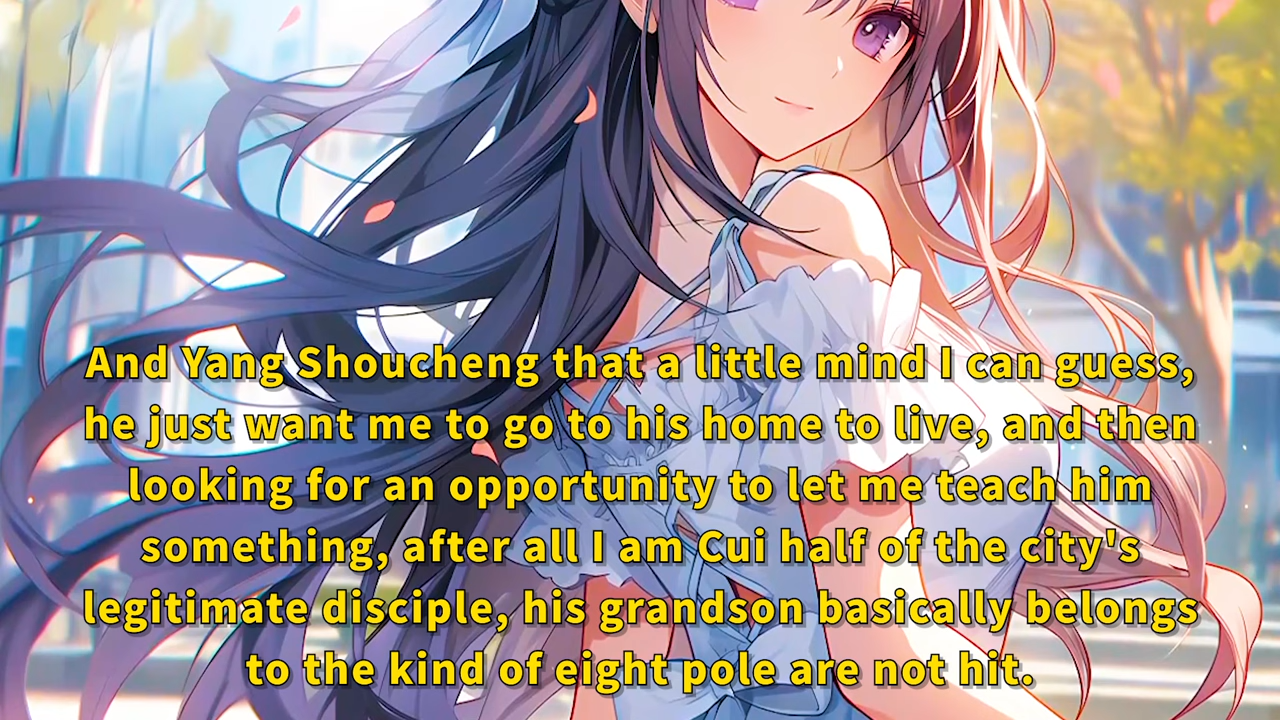 And Yang Shoucheng that a little mind I can guess,
he just want me to go to his home to live, and then
looking for an opportunity to let me teach him
something, after all I am Cui half of the city's
legitimate disciple, his grandson basically belongs
to the kind of eight pole are not hit.